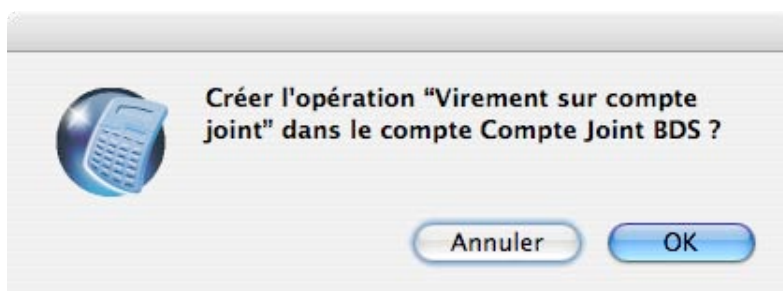 Créer l'opération “Virement sur compte
joint” dans le compte Compte Joint BDS ?
Annuler
OK